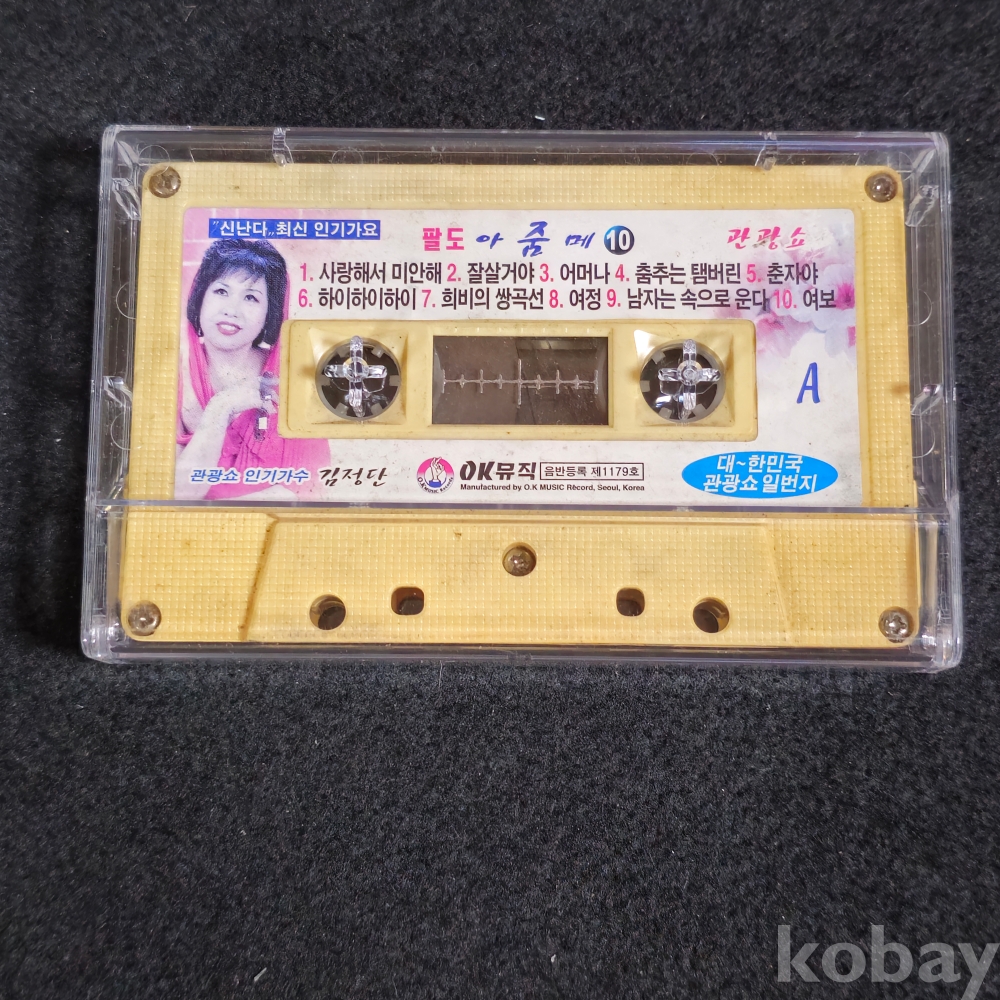 "신난다„ 최신 인기가요
팔도 아줌메 10 관광쇼
1. 사랑해서 미안해 2. 잘살거야 3. 어머나 4. 춤추는 탬버린 5. 춘자야
6. 하이하이하이 7. 희비의 쌍곡선 8. 여정 9. 남자는 속으로 운다 10. 여보
A
관광쇼 인기가수 김정단
O.K MUSIC Records
OK뮤직 음반등록 제1179호
Manufactured by O.K MUSIC Record, Seoul, Korea
대~한민국
관광쇼 일번지
kobay